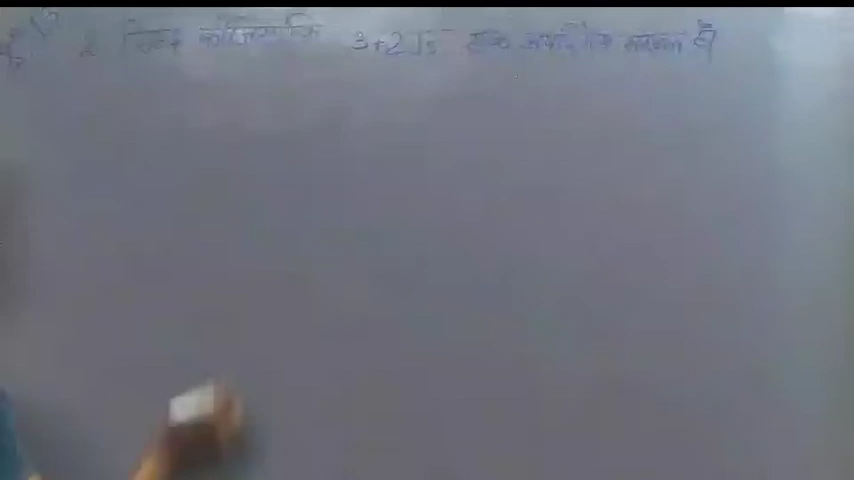 2 सिद्ध कीजिए कि 3+2√5 एक अपरिमेय संख्या है